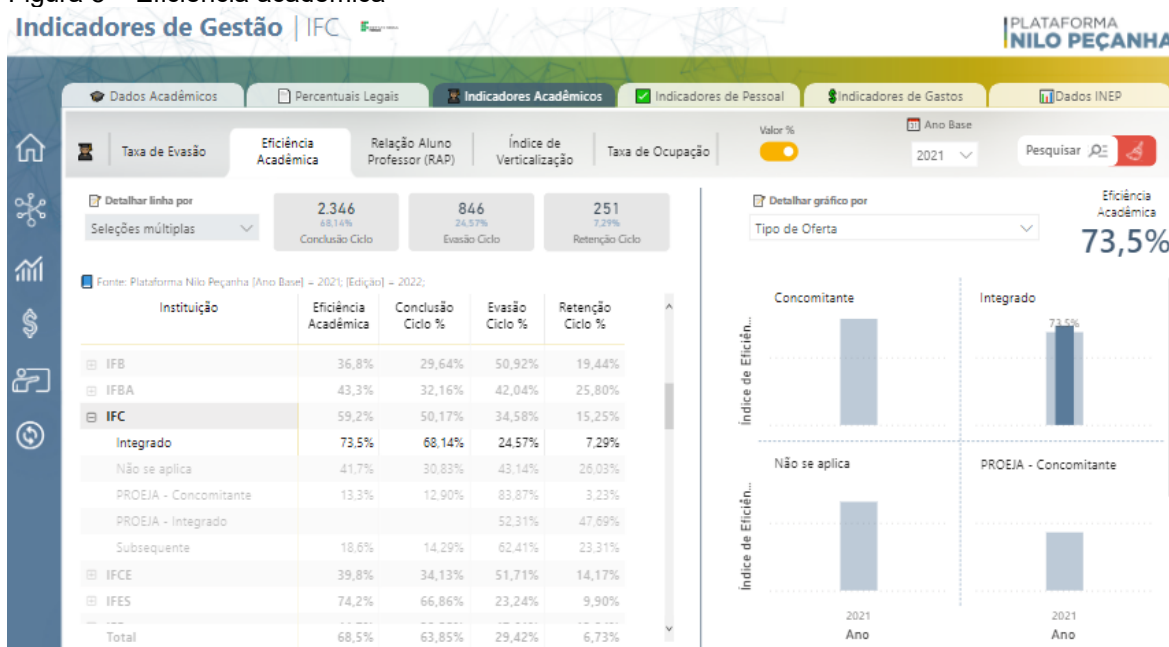 Figura 8 – Eficiência acadêmica
Indicadores de Gestão | IFC
PLATAFORMA
NILO PEÇANHA
Dados Acadêmicos
Percentuais Legais
Indicadores Acadêmicos
Indicadores de Pessoal
Indicadores de Gastos
Dados INEP
Taxa de Evasão
Eficiência
Acadêmica
Relação Aluno
Professor (RAP)
Índice de
Verticalização
Taxa de Ocupação
Valor %
Ano Base
2021
Pesquisar
Detalhar linha por
Seleções múltiplas
2.346
68,14%
Conclusão Ciclo
846
24,57%
Evasão Ciclo
251
7,29%
Retenção Ciclo
Detalhar gráfico por
Tipo de Oferta
Eficiência
Acadêmica
73,5%
Fonte: Plataforma Nilo Peçanha [Ano Base] = 2021; [Edição] = 2022;
Instituição Eficiência Acadêmica Conclusão Ciclo % Evasão Ciclo % Retenção Ciclo %
IFB 36,8% 29,64% 50,92% 19,44%
IFBA 43,3% 32,16% 42,04% 25,80%
IFC 59,2% 50,17% 34,58% 15,25%
Integrado 73,5% 68,14% 24,57% 7,29%
Não se aplica 41,7% 30,83% 43,14% 26,03%
PROEJA - Concomitante 13,3% 12,90% 83,87% 3,23%
PROEJA - Integrado 52,31% 47,69%
Subsequente 18,6% 14,29% 62,41% 23,31%
IFCE 39,8% 34,13% 51,71% 14,17%
IFES 74,2% 66,86% 23,24% 9,90%
Total 68,5% 63,85% 29,42% 6,73%
Concomitante
Integrado
73,5%
Índice de Eficiên...
Não se aplica
PROEJA - Concomitante
Índice de Eficiên...
2021
2021
Ano
Ano